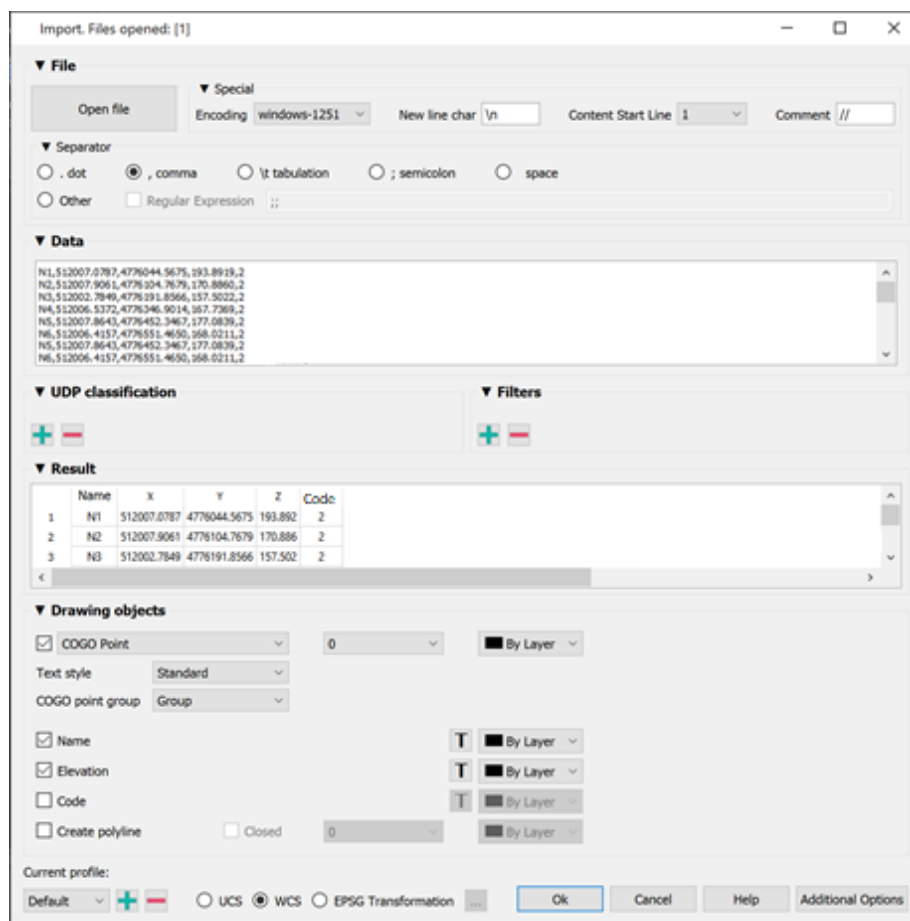 Import. Files opened: [1]
▼ File
Open file
▼ Special
Encoding windows-1251 New line char \n Content Start Line 1 Comment //
▼ Separator
. dot , comma \t tabulation ; semicolon space
Other Regular Expression ;;
▼ Data
N1,512007.0787,4776044.5675,193.8919,2
N2,512007.9061,4776104.7679,170.8860,2
N3,512002.7849,4776191.8566,157.5022,2
N4,512006.5372,4776346.9014,167.7369,2
N5,512007.8643,4776452.3467,177.0839,2
N6,512006.4157,4776551.4650,168.0211,2
N5,512007.8643,4776452.3467,177.0839,2
N6,512006.4157,4776551.4650,168.0211,2
▼ UDP classification ▼ Filters
▼ Result
Name X Y Z Code
1 N1 512007.0787 4776044.5675 193.892 2
2 N2 512007.9061 4776104.7679 170.886 2
3 N3 512002.7849 4776191.8566 157.502 2
▼ Drawing objects
COGO Point 0 By Layer
Text style Standard
COGO point group Group
Name T By Layer
Elevation T By Layer
Code T By Layer
Create polyline Closed 0 By Layer
Current profile:
Default UCS WCS EPSG Transformation ... Ok Cancel Help Additional Options